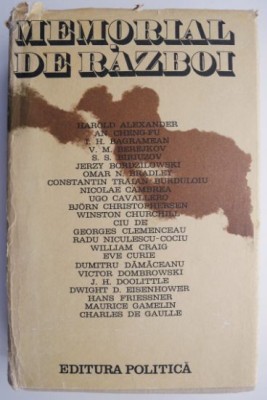 MEMORIAL
DE RĂZBOI
HAROLD ALEXANDER
AN CHENG-FU
I. H. BAGRAMEAN
V. M. BEREJKOV
S. S. BIRIUZOV
JERZY BORDZILOWSKI
OMAR N. BRADLEY
CONSTANTIN TRAIAN BURDULOIU
NICOLAE CAMBREA
UGO CAVALLERO
BJÖRN CHRISTOPHERSEN
WINSTON CHURCHILL
CIU DE
GEORGES CLEMENCEAU
RADU NICULESCU-COCIU
WILLIAM CRAIG
EVE CURIE
DUMITRU DĂMĂCEANU
VICTOR DOMBROWSKI
J. H. DOOLITTLE
DWIGHT D. EISENHOWER
HANS FRIESSNER
MAURICE GAMELIN
CHARLES DE GAULLE
EDITURA POLITICĂ